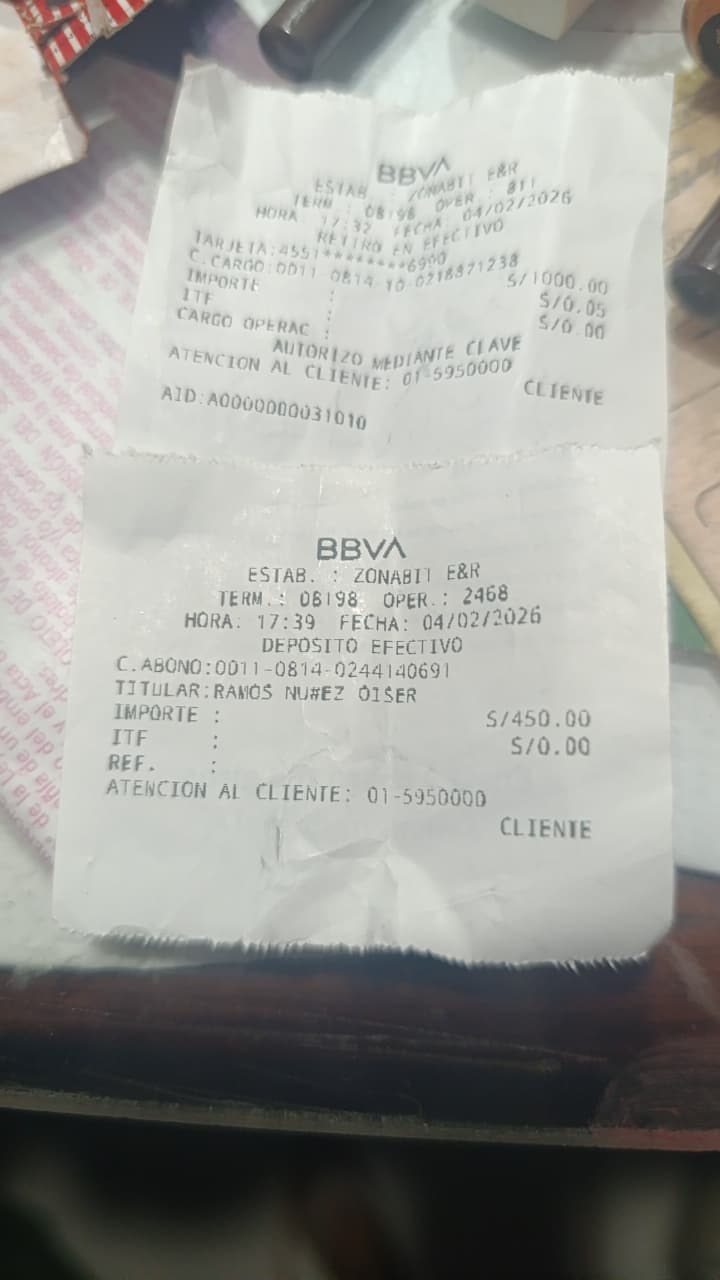 BBVA
ESTAB : ZONABIT E&R
TERM : 08198 OPER : 811
HORA : 17:32 FECHA : 04/02/2026
RETIRO EN EFECTIVO
TARJETA:4551********6990
C.CARGO:0011-0814-10-0218871238
IMPORTE : S/1000.00
ITF : S/0.05
CARGO OPERAC : S/0.00
AUTORIZO MEDIANTE CLAVE
ATENCION AL CLIENTE: 01-5950000
CLIENTE
AID:A0000000031010
BBVA
ESTAB. : ZONABIT E&R
TERM.: 08198 OPER.: 2468
HORA: 17:39 FECHA: 04/02/2026
DEPOSITO EFECTIVO
C.ABONO:0011-0814-0244140691
TITULAR:RAMOS NU#EZ OISER
IMPORTE : S/450.00
ITF : S/0.00
REF. :
ATENCION AL CLIENTE: 01-5950000
CLIENTE